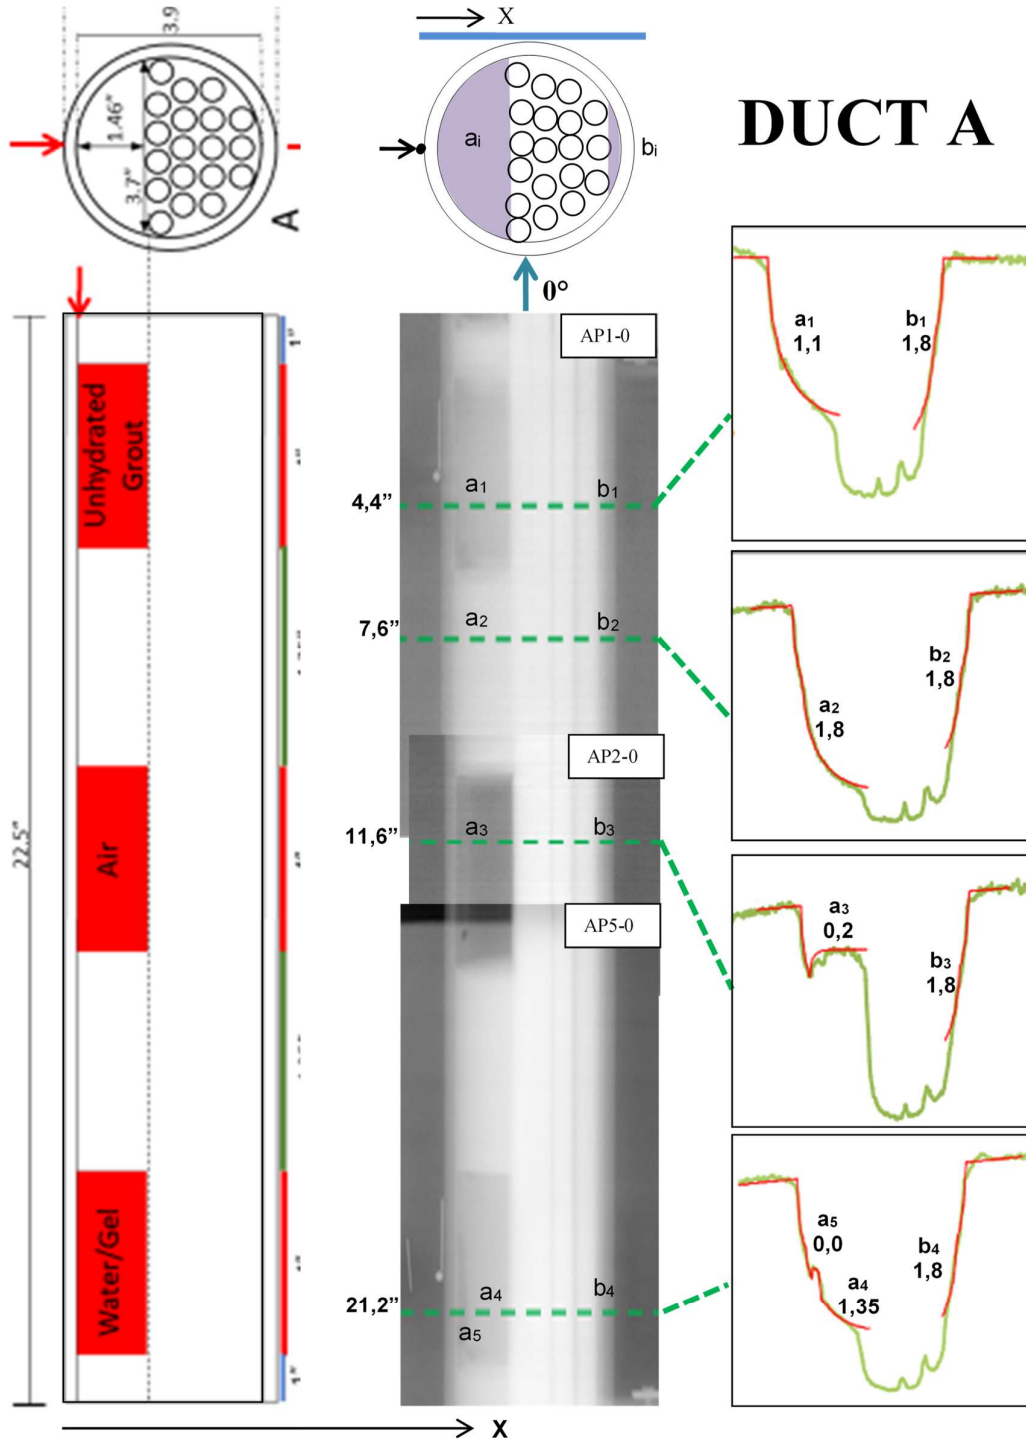 3.9
1.46"
3.7"
A
X
ai
bi
0°
DUCT A
22.5"
1"
Unhydrated
Grout
Air
Water/Gel
1"
X
AP1-0
4,4”
a1
b1
7,6”
a2
b2
AP2-0
11,6”
a3
b3
AP5-0
21,2”
a4
b4
a5
a1
1,1
b1
1,8
a2
1,8
b2
1,8
a3
0,2
b3
1,8
a5
0,0
a4
1,35
b4
1,8